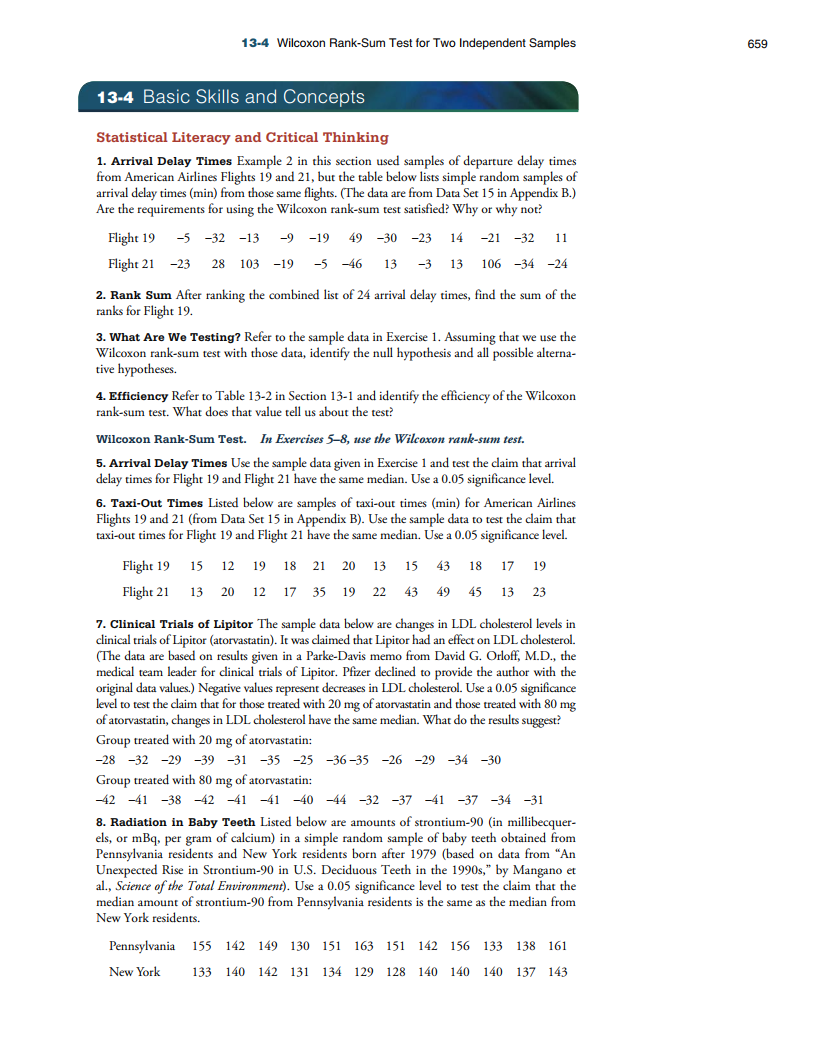 13-4 Wilcoxon Rank-Sum Test for Two Independent Samples 659
13-4 Basic Skills and Concepts
Statistical Literacy and Critical Thinking
1. Arrival Delay Times Example 2 in this section used samples of departure delay times
from American Airlines Flights 19 and 21, but the table below lists simple random samples of
arrival delay times (min) from those same flights. (The data are from Data Set 15 in Appendix B.)
Are the requirements for using the Wilcoxon rank-sum test satisfied? Why or why not?
Flight 19 –5 –32 –13 –9 –19 49 –30 –23 14 –21 –32 11
Flight 21 –23 28 103 –19 –5 –46 13 –3 13 106 –34 –24
2. Rank Sum After ranking the combined list of 24 arrival delay times, find the sum of the
ranks for Flight 19.
3. What Are We Testing? Refer to the sample data in Exercise 1. Assuming that we use the
Wilcoxon rank-sum test with those data, identify the null hypothesis and all possible alterna-
tive hypotheses.
4. Efficiency Refer to Table 13-2 in Section 13-1 and identify the efficiency of the Wilcoxon
rank-sum test. What does that value tell us about the test?
Wilcoxon Rank-Sum Test. In Exercises 5–8, use the Wilcoxon rank-sum test.
5. Arrival Delay Times Use the sample data given in Exercise 1 and test the claim that arrival
delay times for Flight 19 and Flight 21 have the same median. Use a 0.05 significance level.
6. Taxi-Out Times Listed below are samples of taxi-out times (min) for American Airlines
Flights 19 and 21 (from Data Set 15 in Appendix B). Use the sample data to test the claim that
taxi-out times for Flight 19 and Flight 21 have the same median. Use a 0.05 significance level.
Flight 19 15 12 19 18 21 20 13 15 43 18 17 19
Flight 21 13 20 12 17 35 19 22 43 49 45 13 23
7. Clinical Trials of Lipitor The sample data below are changes in LDL cholesterol levels in
clinical trials of Lipitor (atorvastatin). It was claimed that Lipitor had an effect on LDL cholesterol.
(The data are based on results given in a Parke-Davis memo from David G. Orloff, M.D., the
medical team leader for clinical trials of Lipitor. Pfizer declined to provide the author with the
original data values.) Negative values represent decreases in LDL cholesterol. Use a 0.05 significance
level to test the claim that for those treated with 20 mg of atorvastatin and those treated with 80 mg
of atorvastatin, changes in LDL cholesterol have the same median. What do the results suggest?
Group treated with 20 mg of atorvastatin:
–28 –32 –29 –39 –31 –35 –25 –36 –35 –26 –29 –34 –30
Group treated with 80 mg of atorvastatin:
–42 –41 –38 –42 –41 –41 –40 –44 –32 –37 –41 –37 –34 –31
8. Radiation in Baby Teeth Listed below are amounts of strontium-90 (in millibecquer-
els, or mBq, per gram of calcium) in a simple random sample of baby teeth obtained from
Pennsylvania residents and New York residents born after 1979 (based on data from “An
Unexpected Rise in Strontium-90 in U.S. Deciduous Teeth in the 1990s,” by Mangano et
al., Science of the Total Environment). Use a 0.05 significance level to test the claim that the
median amount of strontium-90 from Pennsylvania residents is the same as the median from
New York residents.
Pennsylvania 155 142 149 130 151 163 151 142 156 133 138 161
New York 133 140 142 131 134 129 128 140 140 140 137 143